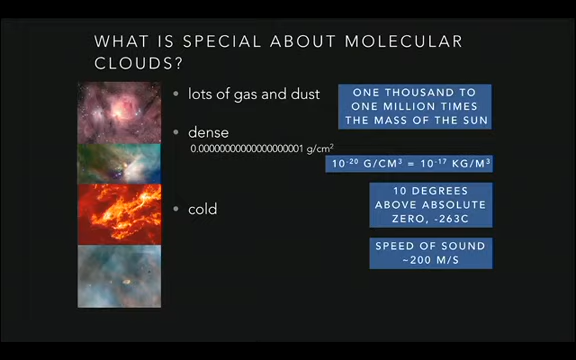 WHAT IS SPECIAL ABOUT MOLECULAR
CLOUDS?
• lots of gas and dust
ONE THOUSAND TO
ONE MILLION TIMES
THE MASS OF THE SUN
• dense
0.00000000000000000001 g/cm²
10⁻²⁰ G/CM³ = 10⁻¹⁷ KG/M³
• cold
10 DEGREES
ABOVE ABSOLUTE
ZERO, -263C
SPEED OF SOUND
~200 M/S